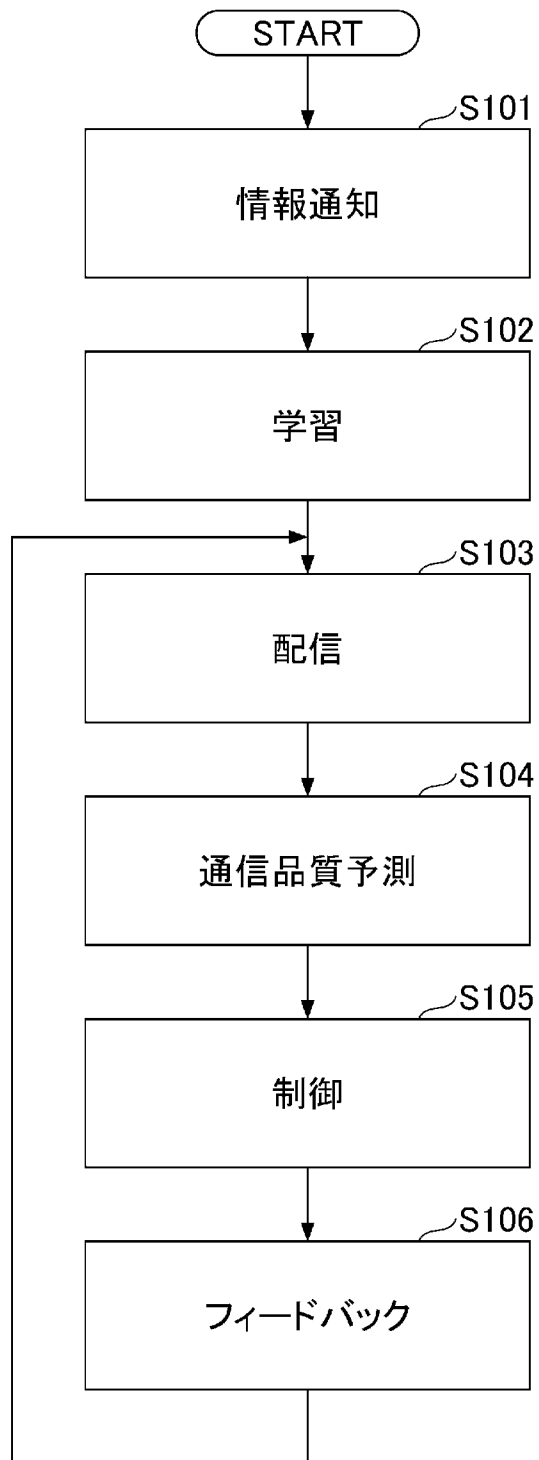 START
S101
情報通知
S102
学習
S103
配信
S104
通信品質予測
S105
制御
S106
フィードバック